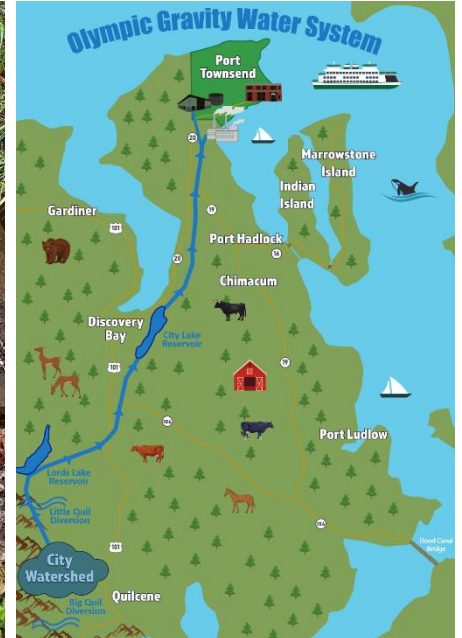 Olympic Gravity Water System
Port
Townsend
20
Marrowstone
Island
Indian
Island
Gardiner
101
19
Port Hadlock
20
16
Chimacum
Discovery
Bay
City Lake
Reservoir
101
19
104
Port Ludlow
Lords Lake
Reservoir
Little Quil
Diversion
104
Hood Canal
Bridge
101
City
Watershed
Big Quil
Diversion
Quilcene